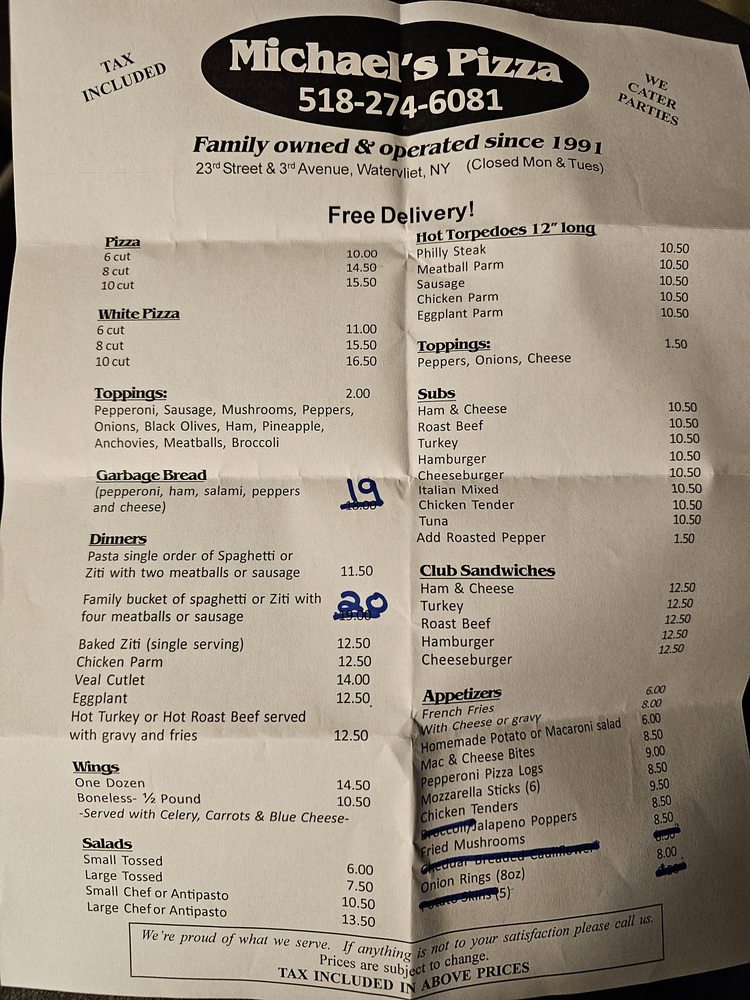 TAX
INCLUDED
Michael's Pizza
518-274-6081
WE
CATER
PARTIES
Family owned & operated since 1991
23rd Street & 3rd Avenue, Watervliet, NY (Closed Mon & Tues)
Free Delivery!
Pizza
6 cut 10.00
8 cut 14.50
10 cut 15.50
White Pizza
6 cut 11.00
8 cut 15.50
10 cut 16.50
Toppings: 2.00
Pepperoni, Sausage, Mushrooms, Peppers,
Onions, Black Olives, Ham, Pineapple,
Anchovies, Meatballs, Broccoli
Garbage Bread
(pepperoni, ham, salami, peppers 19
and cheese)
Dinners
Pasta single order of Spaghetti or
Ziti with two meatballs or sausage 11.50
Family bucket of spaghetti or Ziti with 20
four meatballs or sausage 19.00
Baked Ziti (single serving) 12.50
Chicken Parm 12.50
Veal Cutlet 14.00
Eggplant 12.50
Hot Turkey or Hot Roast Beef served
with gravy and fries 12.50
Wings
One Dozen 14.50
Boneless- ½ Pound 10.50
-Served with Celery, Carrots & Blue Cheese-
Salads
Small Tossed 6.00
Large Tossed 7.50
Small Chef or Antipasto 10.50
Large Chef or Antipasto 13.50
Hot Torpedoes 12" long
Philly Steak 10.50
Meatball Parm 10.50
Sausage 10.50
Chicken Parm 10.50
Eggplant Parm 10.50
Toppings: 1.50
Peppers, Onions, Cheese
Subs
Ham & Cheese 10.50
Roast Beef 10.50
Turkey 10.50
Hamburger 10.50
Cheeseburger 10.50
Italian Mixed 10.50
Chicken Tender 10.50
Tuna 10.50
Add Roasted Pepper 1.50
Club Sandwiches
Ham & Cheese 12.50
Turkey 12.50
Roast Beef 12.50
Hamburger 12.50
Cheeseburger 12.50
Appetizers
French Fries 6.00
With Cheese or gravy 8.00
Homemade Potato or Macaroni salad 6.00
Mac & Cheese Bites 8.50
Pepperoni Pizza Logs 9.00
Mozzarella Sticks (6) 8.50
Chicken Tenders 9.50
Broccoli/Jalapeno Poppers 8.50
Fried Mushrooms 8.50
Cheddar Breaded Cauliflower
Onion Rings (8oz) 8.00
Potato Skins (5)
We're proud of what we serve. If anything is not to your satisfaction please call us.
Prices are subject to change.
TAX INCLUDED IN ABOVE PRICES